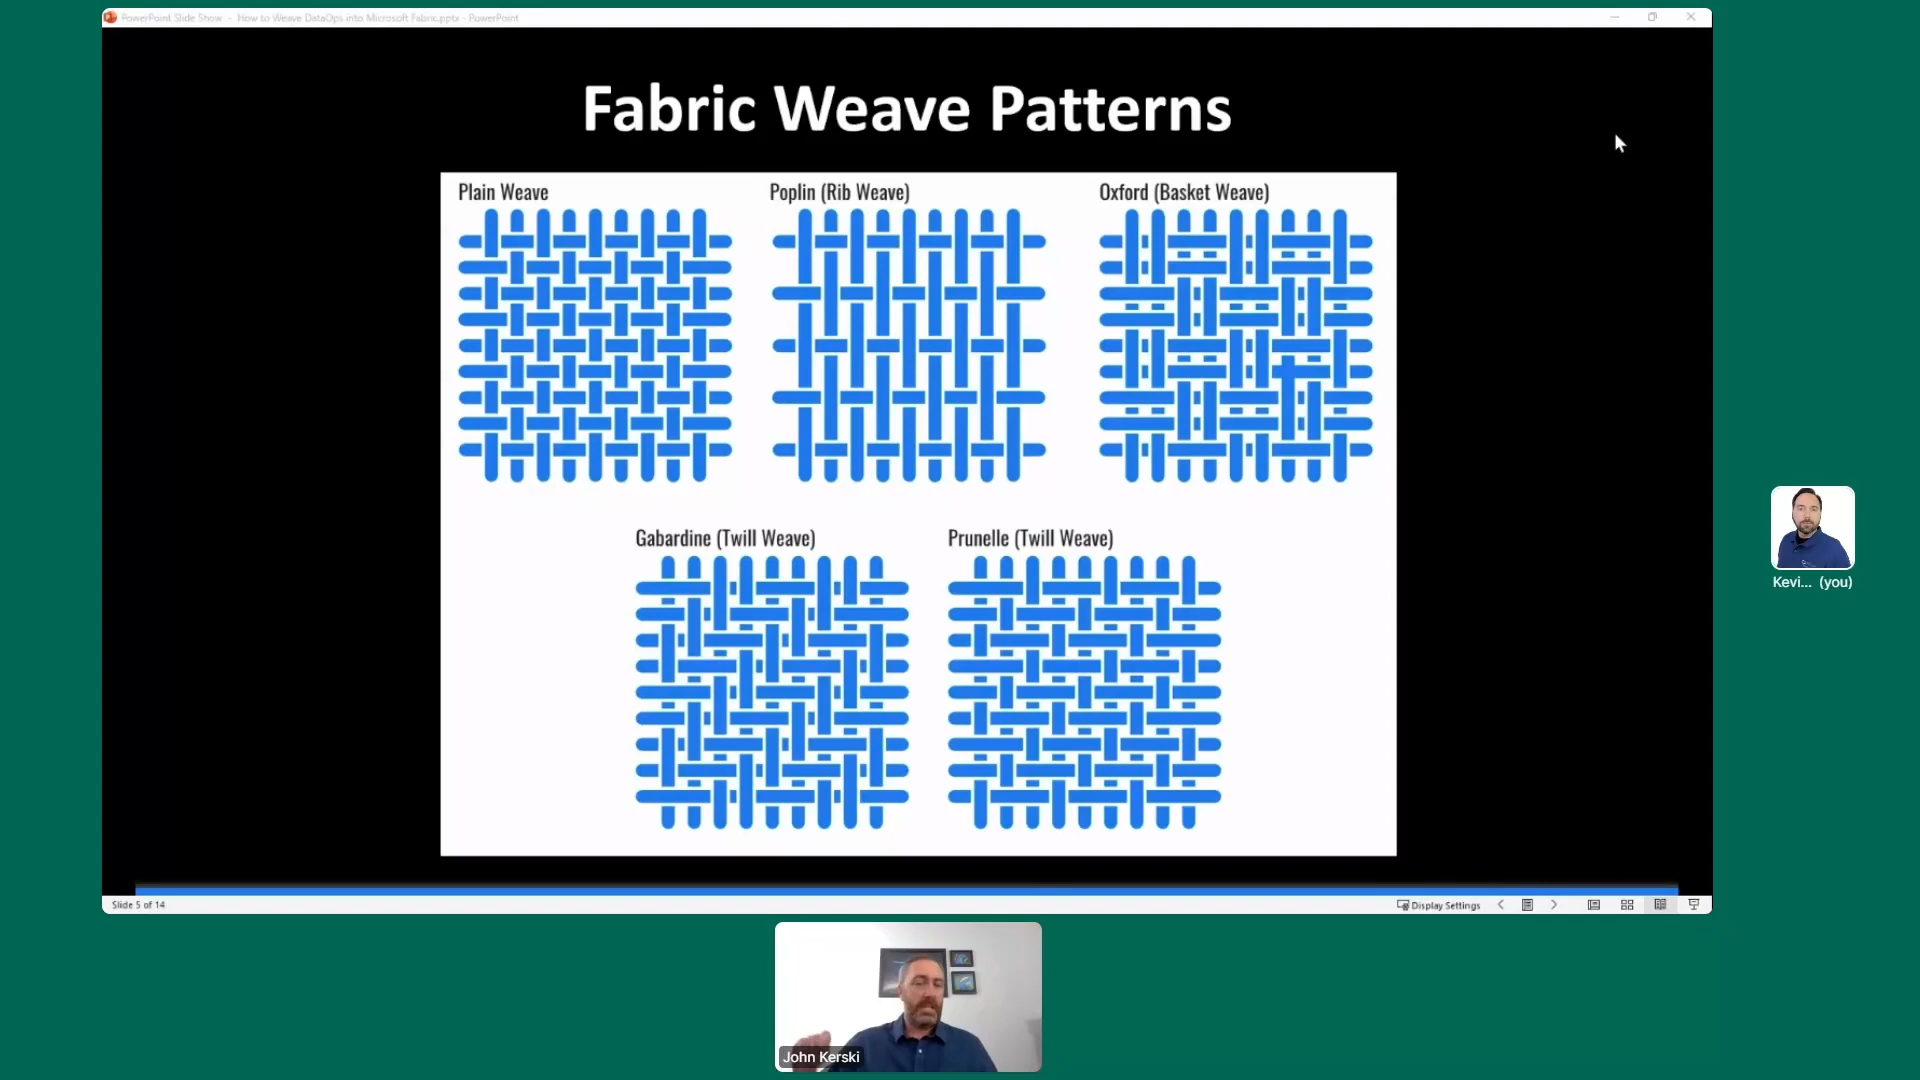 PowerPoint Slide Show - How to Weave DataOps into Microsoft Fabric.pptx - PowerPoint
Fabric Weave Patterns
Plain Weave
Poplin (Rib Weave)
Oxford (Basket Weave)
Gabardine (Twill Weave)
Prunelle (Twill Weave)
Kevi... (you)
Slide 5 of 14
Display Settings
John Kerski